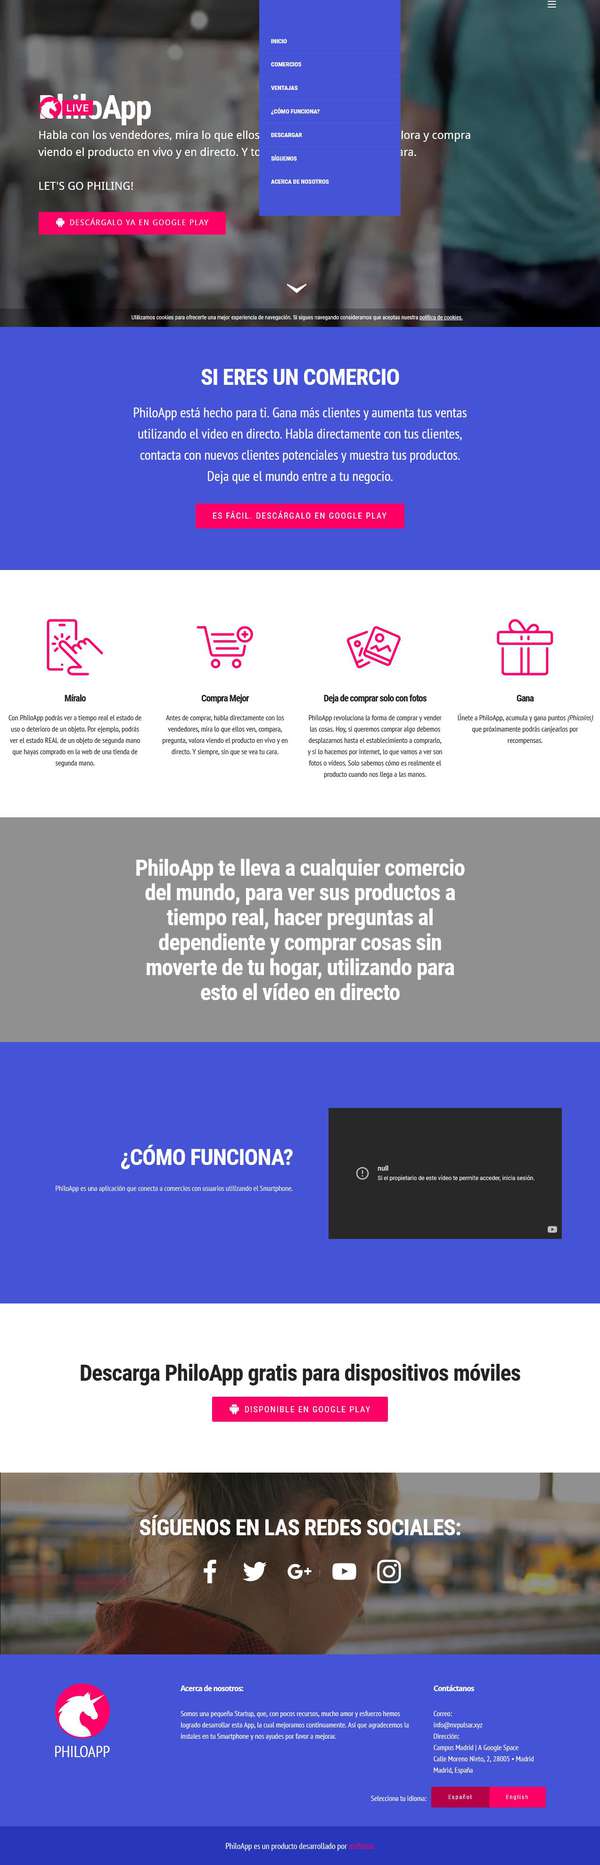 INICIO
COMERCIOS
VENTAJAS
¿CÓMO FUNCIONA?
DESCARGAR
SÍGUENOS
ACERCA DE NOSOTROS
PhiloApp
LIVE
Habla con los vendedores, mira lo que ellos lora y compra
viendo el producto en vivo y en directo. Y to ara.
LET'S GO PHILING!
DESCÁRGALO YA EN GOOGLE PLAY
Utilizamos cookies para ofrecerte una mejor experiencia de navegación. Si sigues navegando consideramos que aceptas nuestra política de cookies.
SI ERES UN COMERCIO
PhiloApp está hecho para ti. Gana más clientes y aumenta tus ventas
utilizando el video en directo. Habla directamente con tus clientes,
contacta con nuevos clientes potenciales y muestra tus productos.
Deja que el mundo entre a tu negocio.
ES FÁCIL. DESCÁRGALO EN GOOGLE PLAY
Míralo
Con PhiloApp podrás ver a tiempo real el estado de
uso o deterioro de un objeto. Por ejemplo, podrás
ver el estado REAL de un objeto de segunda mano
que hayas comprado en la web de una tienda de
segunda mano.
Compra Mejor
Antes de comprar, habla directamente con los
vendedores, mira lo que ellos ven, compara,
pregunta, valora viendo el producto en vivo y en
directo. Y siempre, sin que se vea tu cara.
Deja de comprar solo con fotos
PhiloApp revoluciona la forma de comprar y vender
las cosas. Hoy, si queremos comprar algo debemos
desplazarnos hasta el establecimiento a comprarlo,
y si lo hacemos por internet, lo que vamos a ver son
fotos o vídeos. Solo sabemos cómo es realmente el
producto cuando nos llega a las manos.
Gana
Únete a PhiloApp, acumula y gana puntos (Phicoins)
que próximamente podrás canjearlos por
recompensas.
PhiloApp te lleva a cualquier comercio
del mundo, para ver sus productos a
tiempo real, hacer preguntas al
dependiente y comprar cosas sin
moverte de tu hogar, utilizando para
esto el vídeo en directo
¿CÓMO FUNCIONA?
PhiloApp es una aplicación que conecta a comercios con usuarios utilizando el Smartphone.
null
Si el propietario de este vídeo te permite acceder, inicia sesión.
Descarga PhiloApp gratis para dispositivos móviles
DISPONIBLE EN GOOGLE PLAY
SÍGUENOS EN LAS REDES SOCIALES:
PHILOAPP
Acerca de nosotros:
Somos una pequeña Startup, que, con pocos recursos, mucho amor y esfuerzo hemos
logrado desarrollar esta App, la cual mejoramos continuamente. Así que agradecemos la
instales en tu Smartphone y nos ayudes por favor a mejorar.
Contáctanos
Correo:
info@nvpulsar.xyz
Dirección:
Campus Madrid | A Google Space
Calle Moreno Nieto, 2, 28005 • Madrid
Madrid, España
Selecciona tu idioma:
Español
English
PhiloApp es un producto desarrollado por